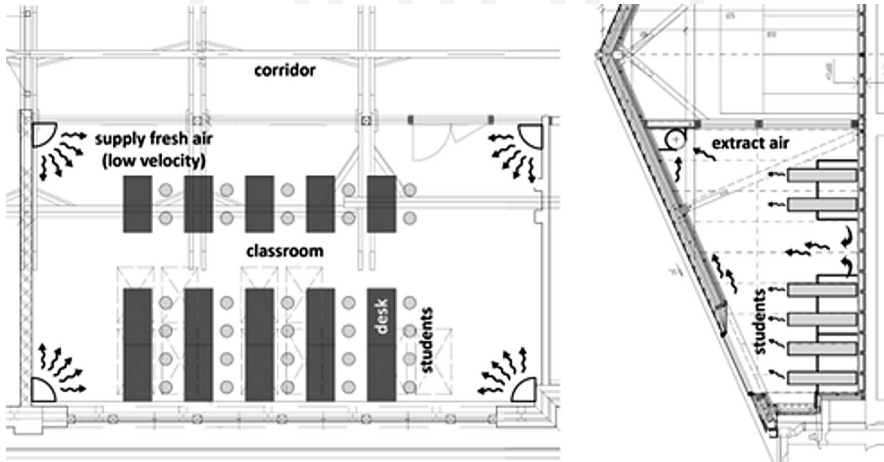 corridor
supply fresh air
(low velocity)
classroom
desk
students
extract air
students